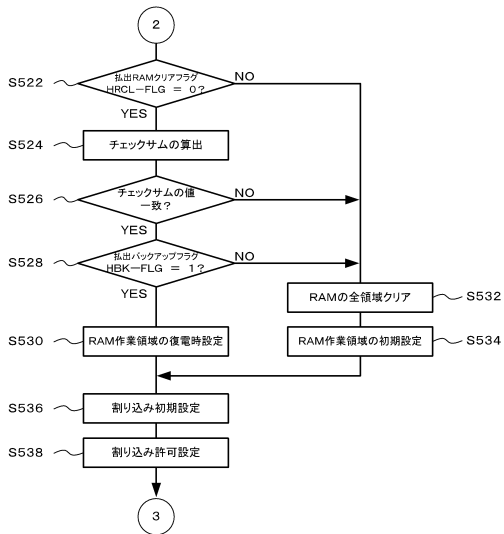 2
S522
払出RAMクリアフラグ
HRCL-FLG = 0?
NO
YES
S524
チェックサムの算出
S526
チェックサムの値
一致?
NO
YES
S528
払出バックアップフラグ
HBK-FLG = 1?
NO
YES
RAMの全領域クリア
S532
S530
RAM作業領域の復電時設定
RAM作業領域の初期設定
S534
S536
割り込み初期設定
S538
割り込み許可設定
3